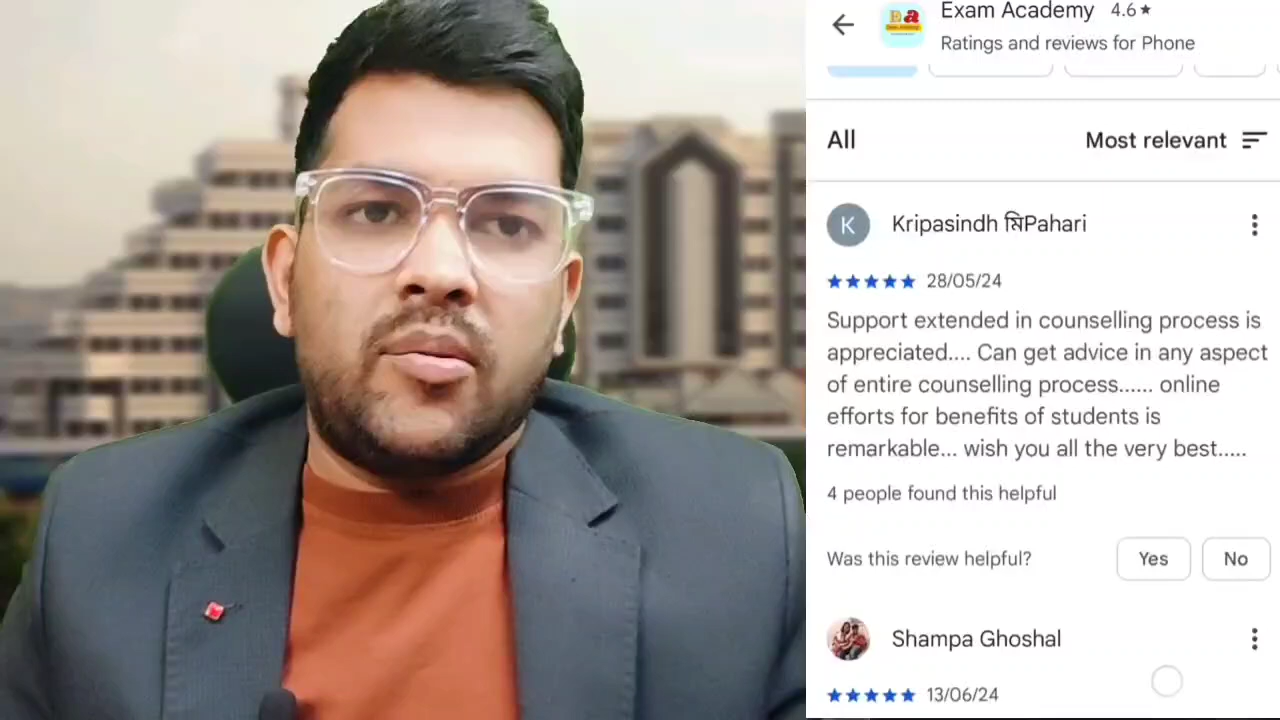 Exam Academy 4.6★
Ratings and reviews for Phone
All
Most relevant
K
Kripasindh মিPahari
28/05/24
Support extended in counselling process is
appreciated.... Can get advice in any aspect
of entire counselling process...... online
efforts for benefits of students is
remarkable... wish you all the very best.....
4 people found this helpful
Was this review helpful?
Yes
No
Shampa Ghoshal
13/06/24